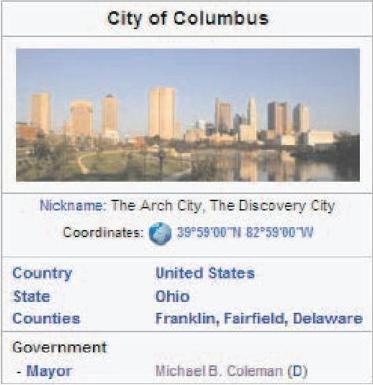 City of Columbus
Nickname: The Arch City, The Discovery City
Coordinates: 39°59′00″N 82°59′00″W
Country United States
State Ohio
Counties Franklin, Fairfield, Delaware
Government
- Mayor Michael B. Coleman (D)